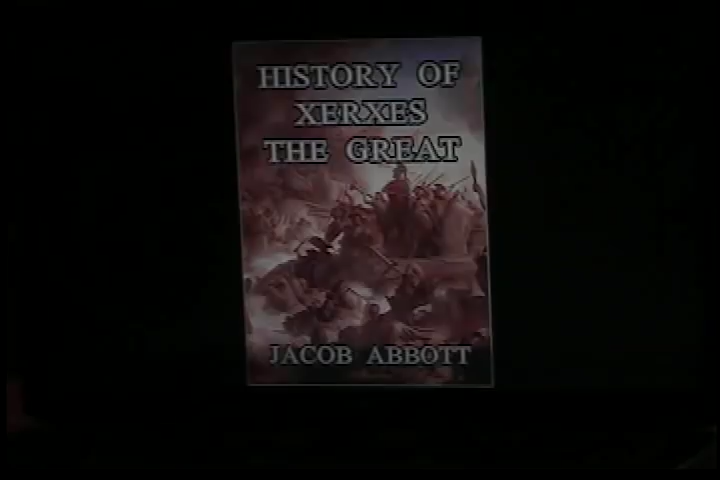 HISTORY OF
XERXES
THE GREAT
JACOB ABBOTT